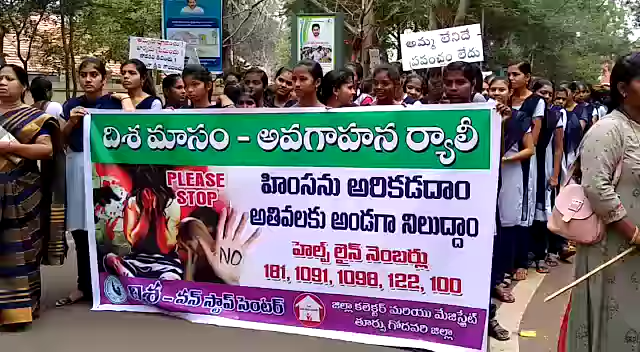 అమ్మ లేనిదే
ప్రపంచం లేదు
దిశ మాసం - అవగాహన ర్యాలీ
PLEASE
STOP
NO
హింసను అరికడదాం
అతివలకు అండగా నిలుద్దాం
హెల్ప్ లైన్ నెంబర్లు
181, 1091, 1098, 122, 100
దిశ - వన్ స్టాప్ సెంటర్
జిల్లా కలెక్టర్ మరియు మేజిస్ట్రేట్
తూర్పు గోదావరి జిల్లా